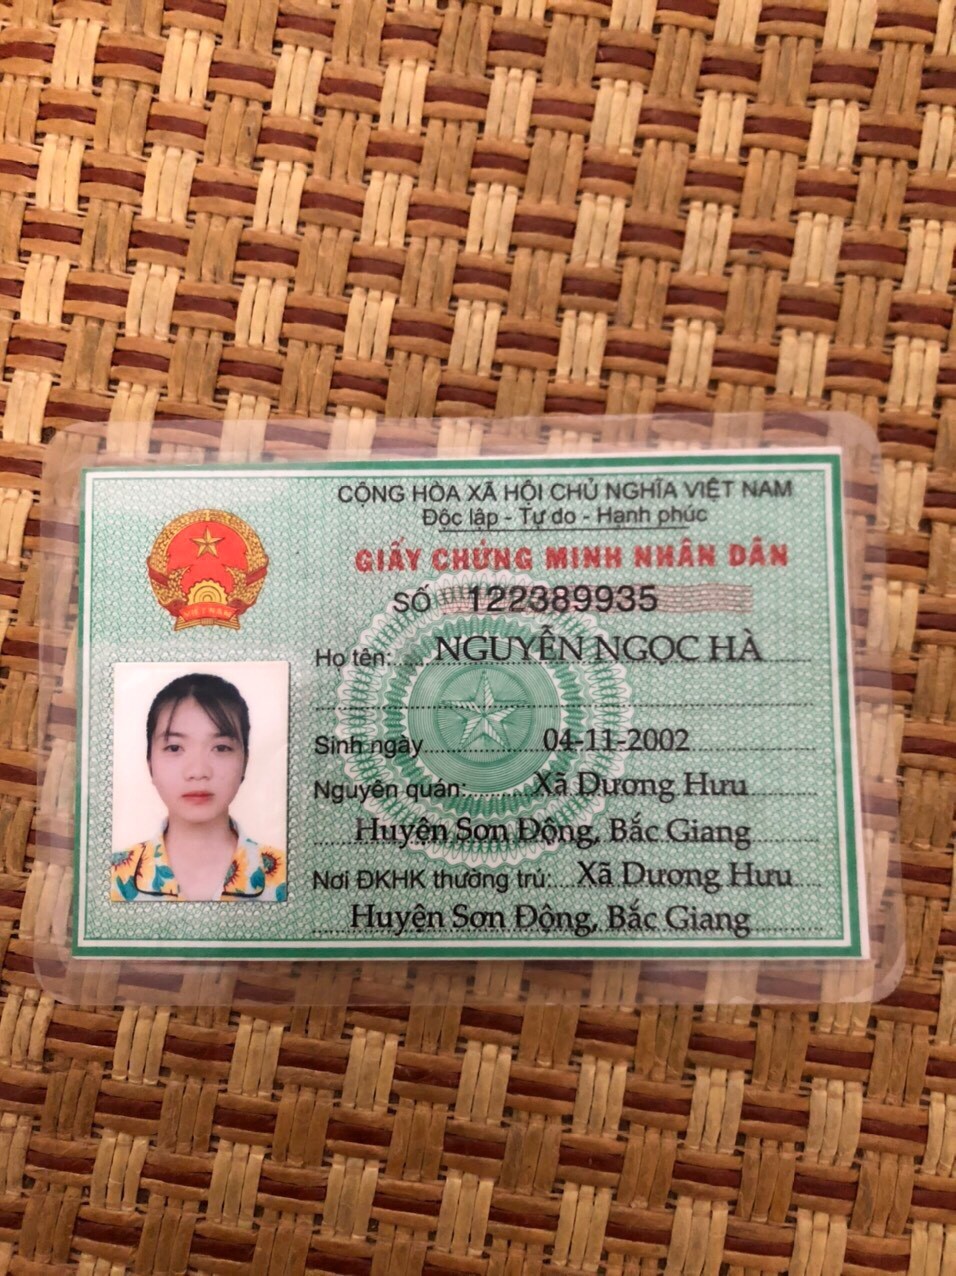 CỘNG HÒA XÃ HỘI CHỦ NGHĨA VIỆT NAM
Độc lập - Tự do - Hạnh phúc
GIẤY CHỨNG MINH NHÂN DÂN
SỐ 122389935
Họ tên: NGUYỄN NGỌC HÀ
Sinh ngày 04-11-2002
Nguyên quán: Xã Dương Hưu
Huyện Sơn Động, Bắc Giang
Nơi ĐKHK thường trú: Xã Dương Hưu
Huyện Sơn Động, Bắc Giang
VIỆT NAM